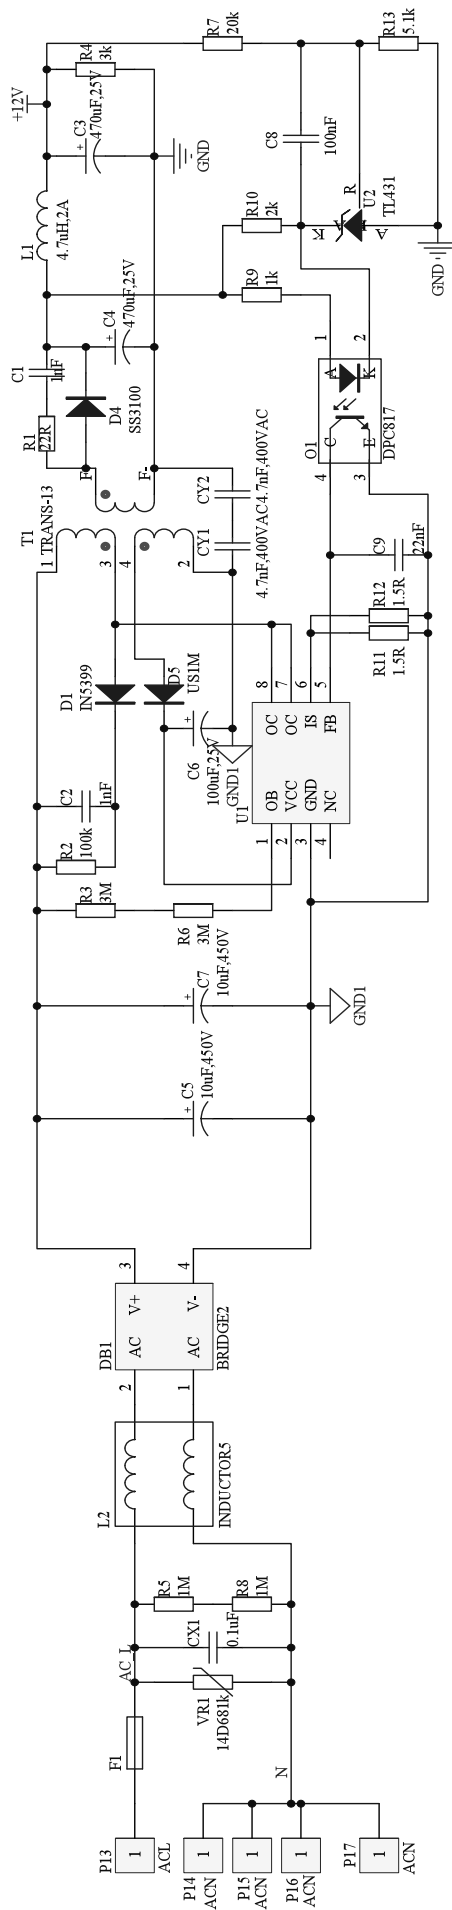 P13
1
ACL
P14
1
ACN
P15
1
ACN
P16
1
ACN
P17
1
ACN
F1
N
AC_L
VR1
14D681k
CX1
0.1uF
R5
1M
R8
1M
L2
INDUCTOR5
DB1
2
AC
V+
3
1
AC
V-
4
BRIDGE2
C5
+
10uF,450V
C7
+
10uF,450V
GND1
R3
3M
R6
3M
R2
100k
C2
1nF
D1
IN5399
D5
US1M
C6
+
100uF,25V
GND1
U1
1
OB
2
VCC
3
GND
4
NC
8
OC
7
OC
6
IS
5
FB
R11
1.5R
R12
1.5R
C9
22nF
T1
TRANS-13
1
3
4
2
F
F-
CY1
4.7nF,400VAC
CY2
4.7nF,400VAC
R1
22R
C1
1nF
D4
SS3100
C4
+
470uF,25V
L1
4.7uH,2A
C3
+
470uF,25V
+12V
R4
3k
GND
O1
4
C
3
E
A
1
K
2
DPC817
R9
1k
R10
2k
R7
20k
C8
100nF
U2
TL431
R
K
A
R13
5.1k
GND